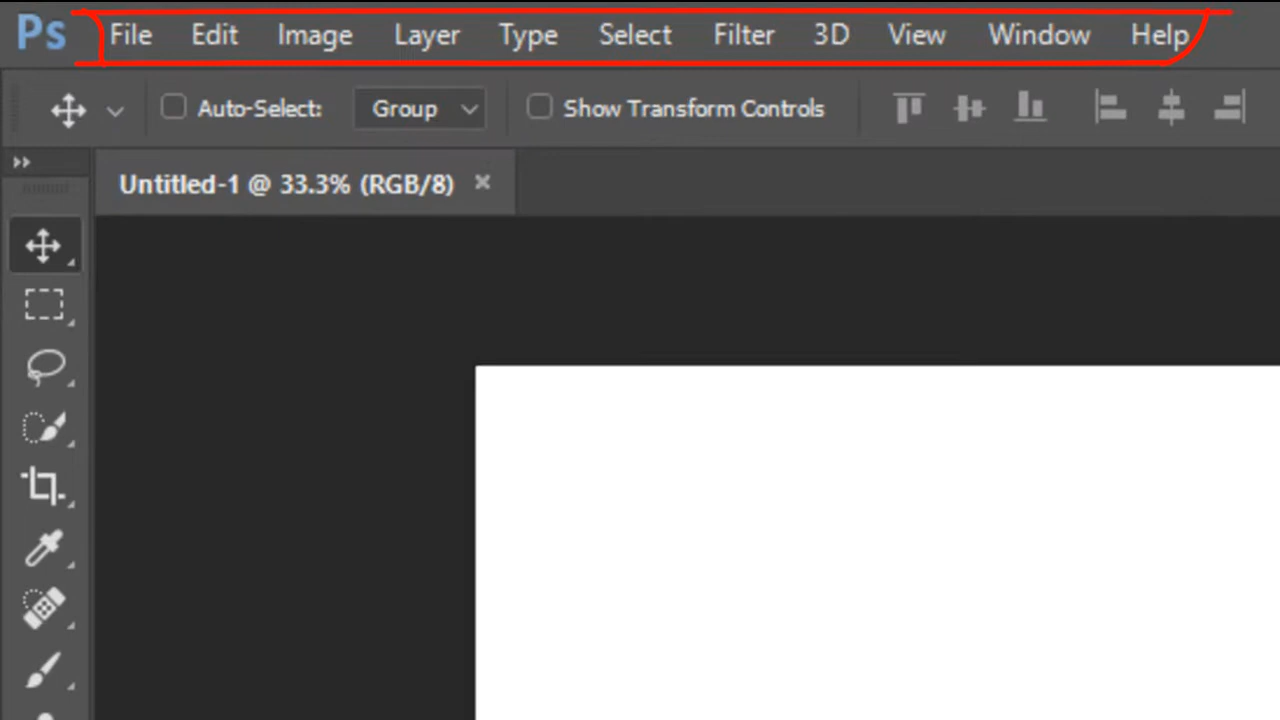 Ps File Edit Image Layer Type Select Filter 3D View Window Help
Auto-Select: Group Show Transform Controls
Untitled-1 @ 33.3% (RGB/8)